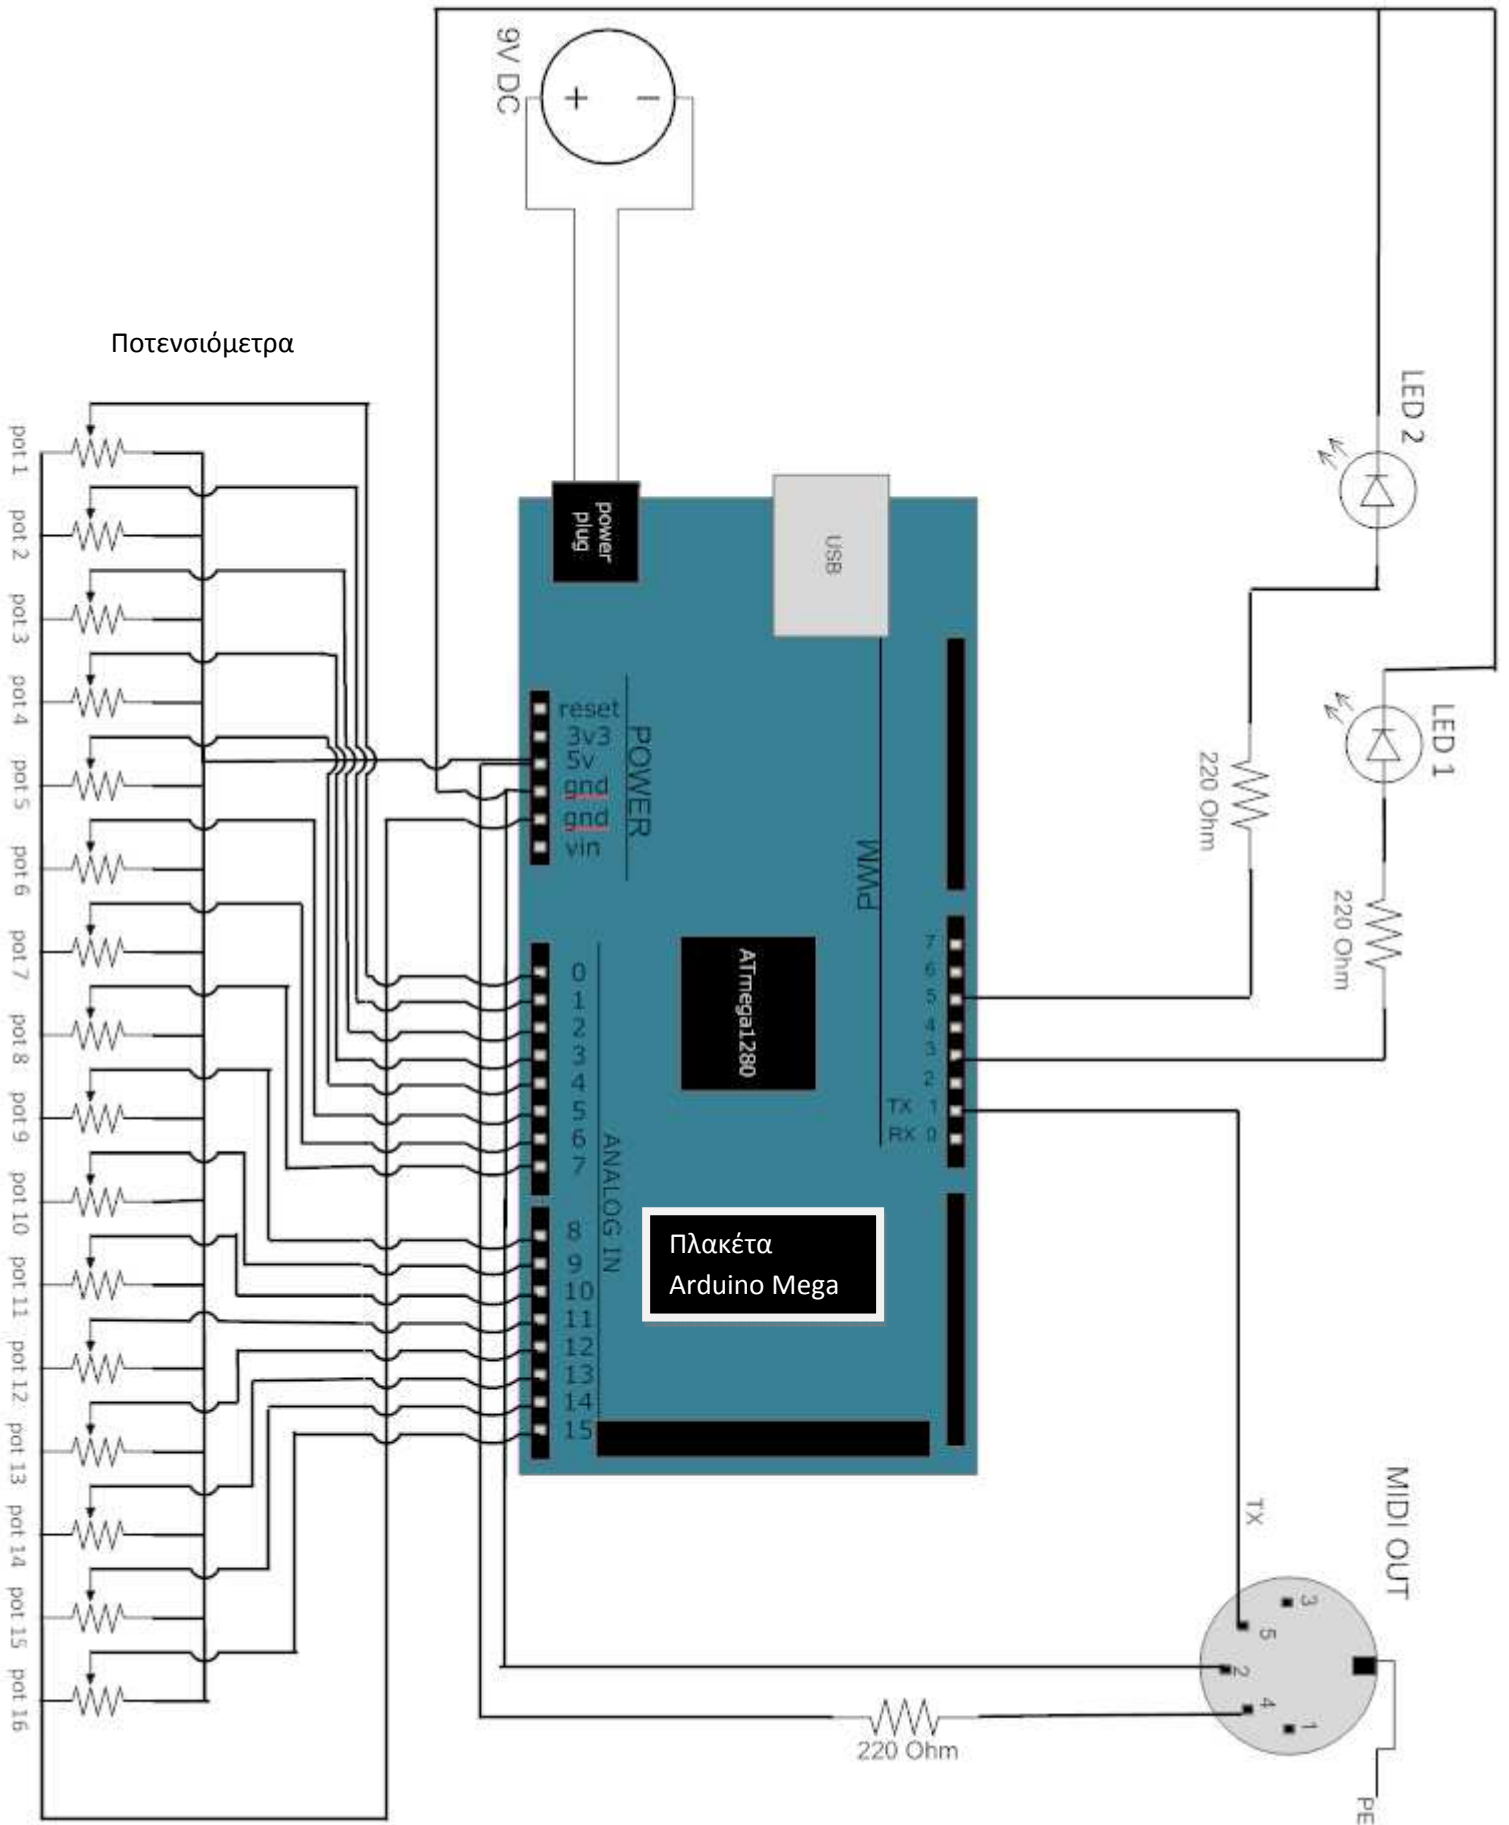 9V DC
+
−
LED 2
LED 1
Ποτενσιόμετρα
220 Ohm
220 Ohm
power
plug
USB
reset
3v3
5v
gnd
gnd
vin
POWER
PWM
ATmega1280
7
6
5
4
3
2
TX 1
RX 0
0
1
2
3
4
5
6
7
ANALOG IN
8
9
10
11
12
13
14
15
Πλακέτα
Arduino Mega
pot 1
pot 2
pot 3
pot 4
pot 5
pot 6
pot 7
pot 8
pot 9
pot 10
pot 11
pot 12
pot 13
pot 14
pot 15
pot 16
MIDI OUT
TX
3
5
2
4
1
220 Ohm
PE